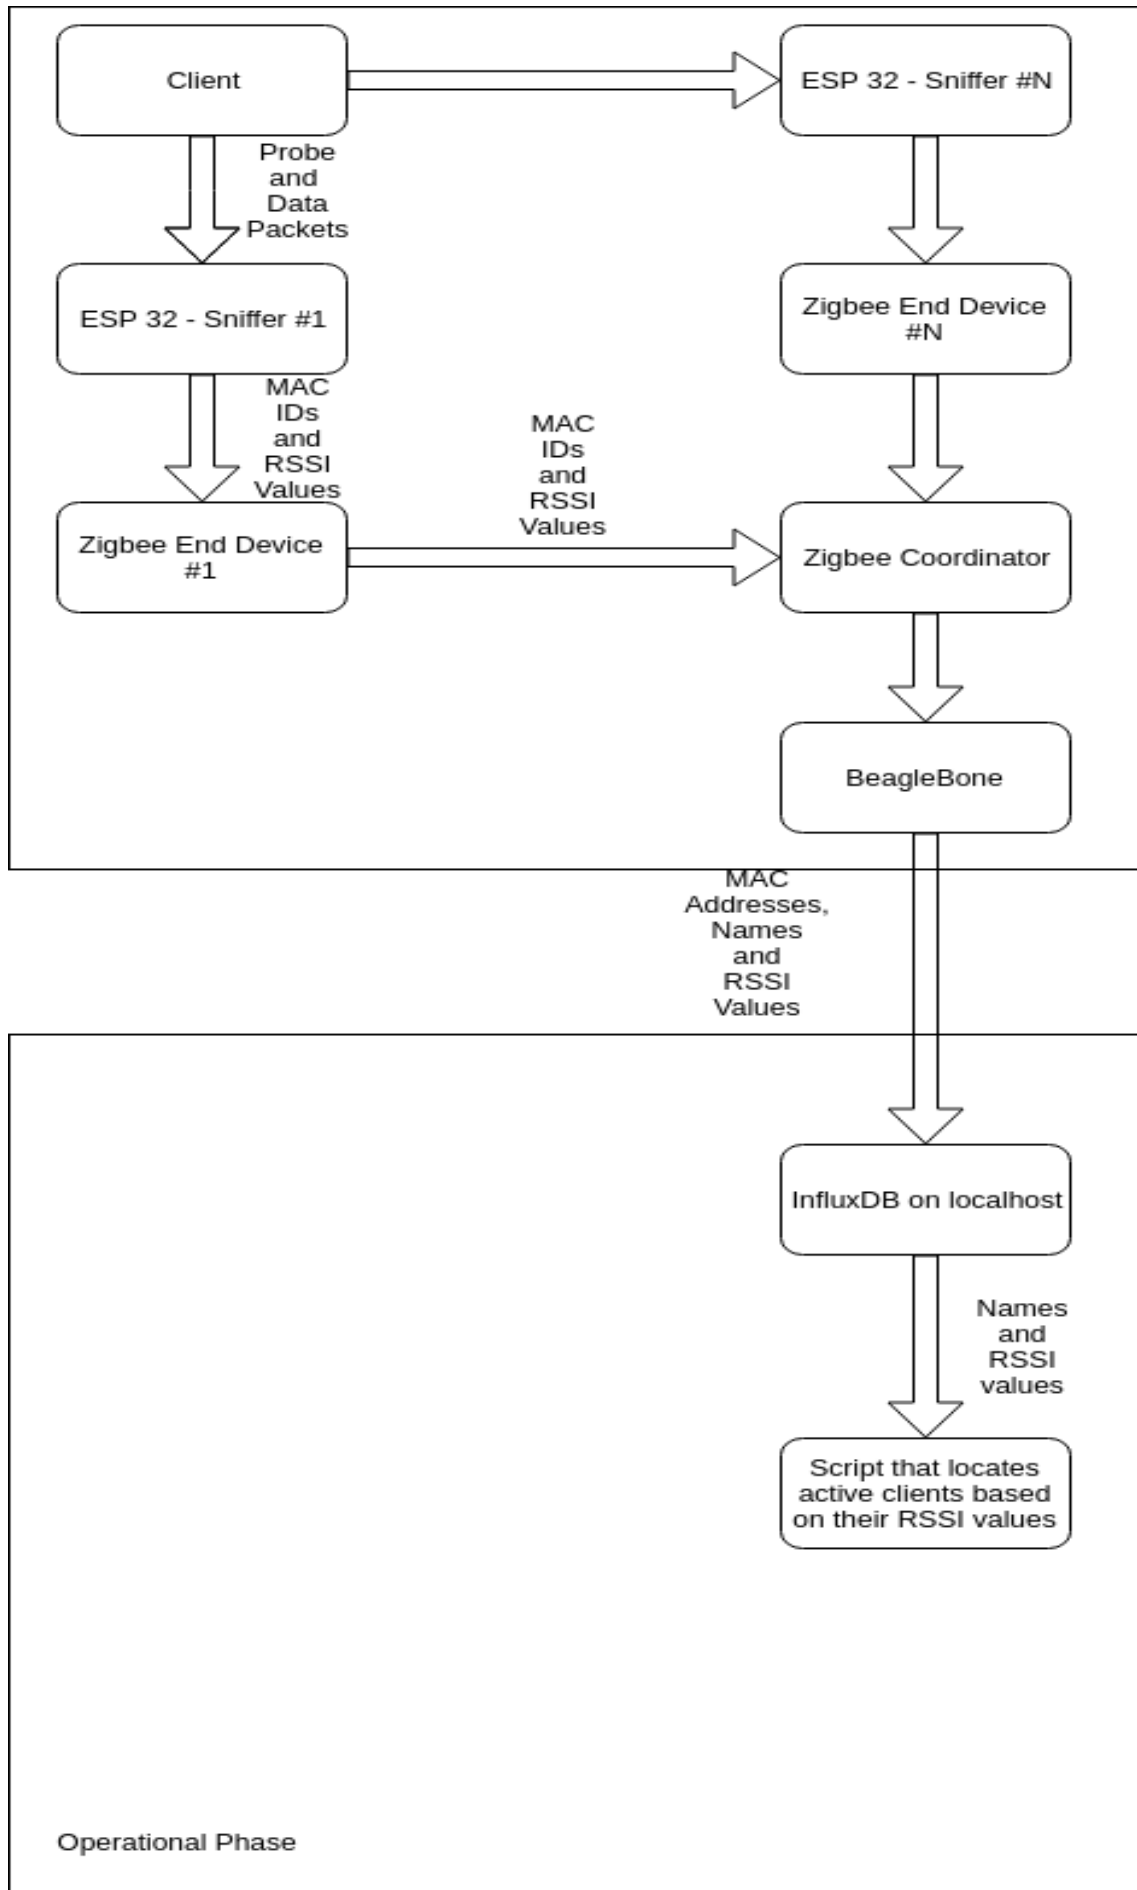 Client
ESP 32 - Sniffer #N
Probe
and
Data
Packets
ESP 32 - Sniffer #1
Zigbee End Device
#N
MAC
IDs
and
RSSI
Values
MAC
IDs
and
RSSI
Values
Zigbee End Device
#1
Zigbee Coordinator
BeagleBone
MAC
Addresses,
Names
and
RSSI
Values
InfluxDB on localhost
Names
and
RSSI
values
Script that locates
active clients based
on their RSSI values
Operational Phase